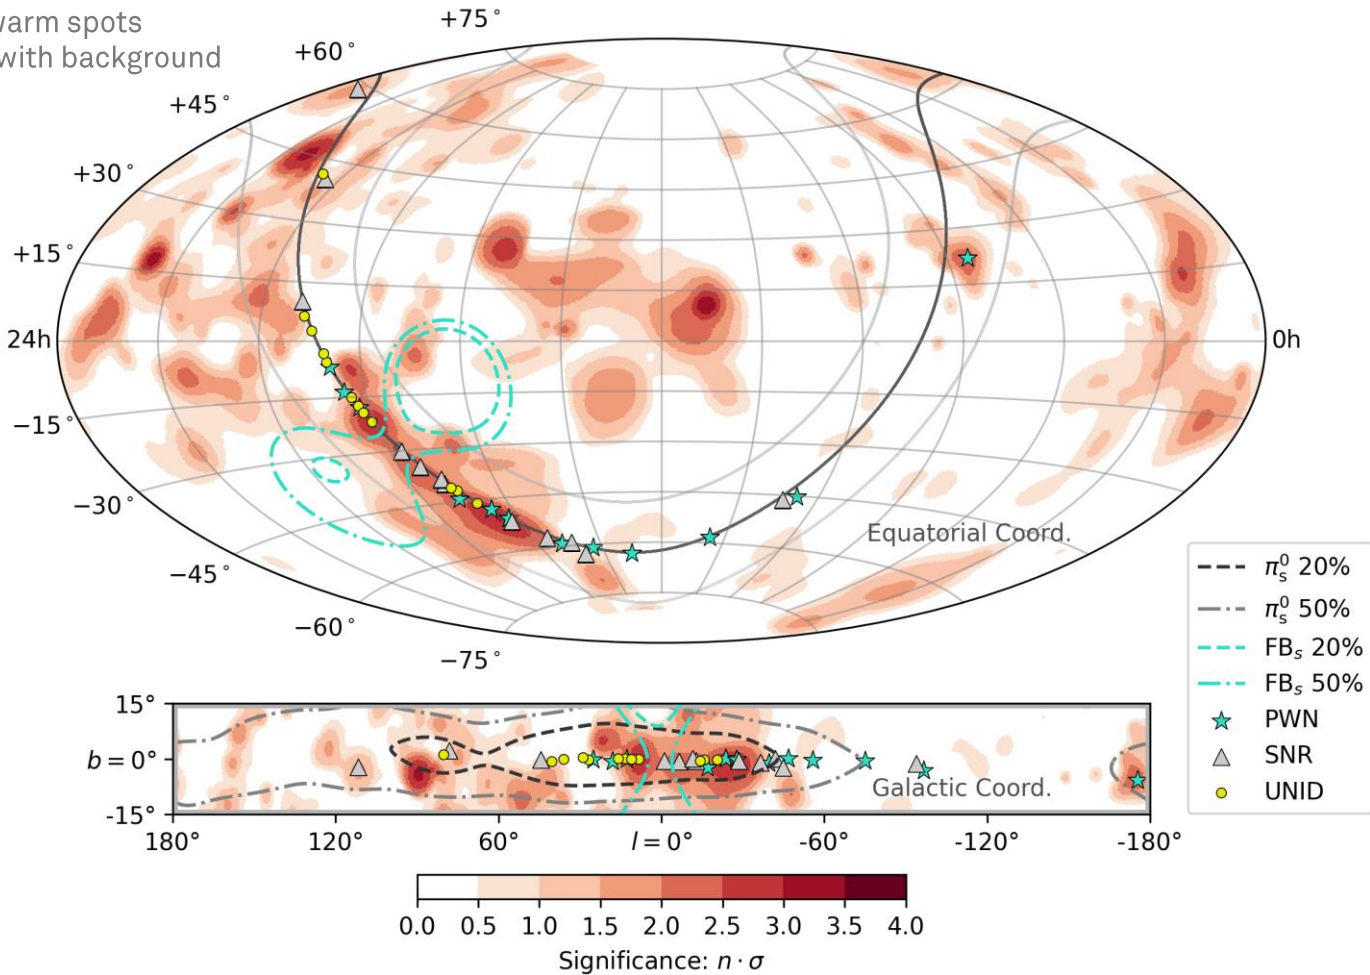 warm spots
with background
+75°
+60°
+45°
+30°
+15°
24h
0h
−15°
−30°
−45°
−60°
−75°
Equatorial Coord.
π⁰ₛ 20%
π⁰ₛ 50%
FBₛ 20%
FBₛ 50%
PWN
SNR
UNID
15°
b = 0°
-15°
Galactic Coord.
180° 120° 60° l = 0° -60° -120° -180°
0.0 0.5 1.0 1.5 2.0 2.5 3.0 3.5 4.0
Significance: n · σ